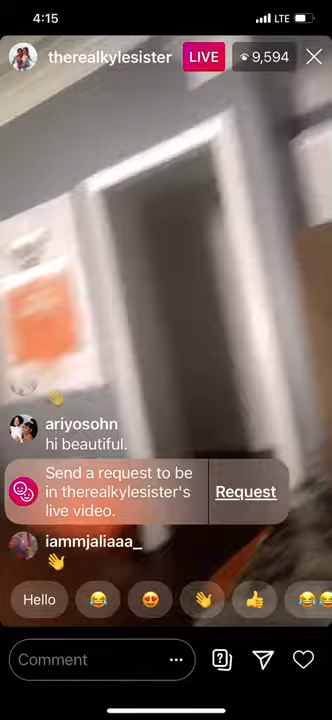 4:15
LTE
therealkylesister
LIVE
9,594
ariyosohn
hi beautiful.
Send a request to be
in therealkylesister's
live video.
Request
iammjaliaaa_
Hello
Comment